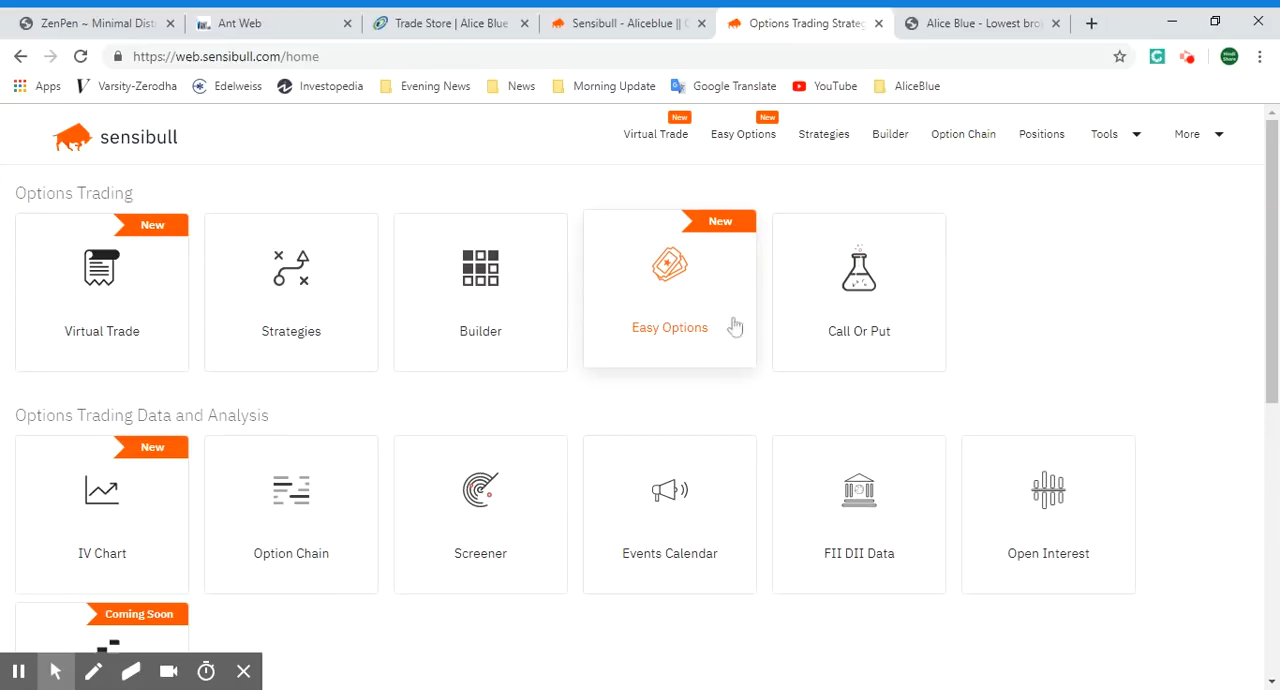 ZenPen ~ Minimal Dist
Ant Web
Trade Store | Alice Blue
Sensibull - Aliceblue ||
Options Trading Strate
Alice Blue - Lowest bro
https://web.sensibull.com/home
Apps
Varsity-Zerodha
Edelweiss
Investopedia
Evening News
News
Morning Update
Google Translate
YouTube
AliceBlue
sensibull
New
New
Virtual Trade
Easy Options
Strategies
Builder
Option Chain
Positions
Tools
More
Options Trading
New
New
Virtual Trade
Strategies
Builder
Easy Options
Call Or Put
Options Trading Data and Analysis
New
IV Chart
Option Chain
Screener
Events Calendar
FII DII Data
Open Interest
Coming Soon